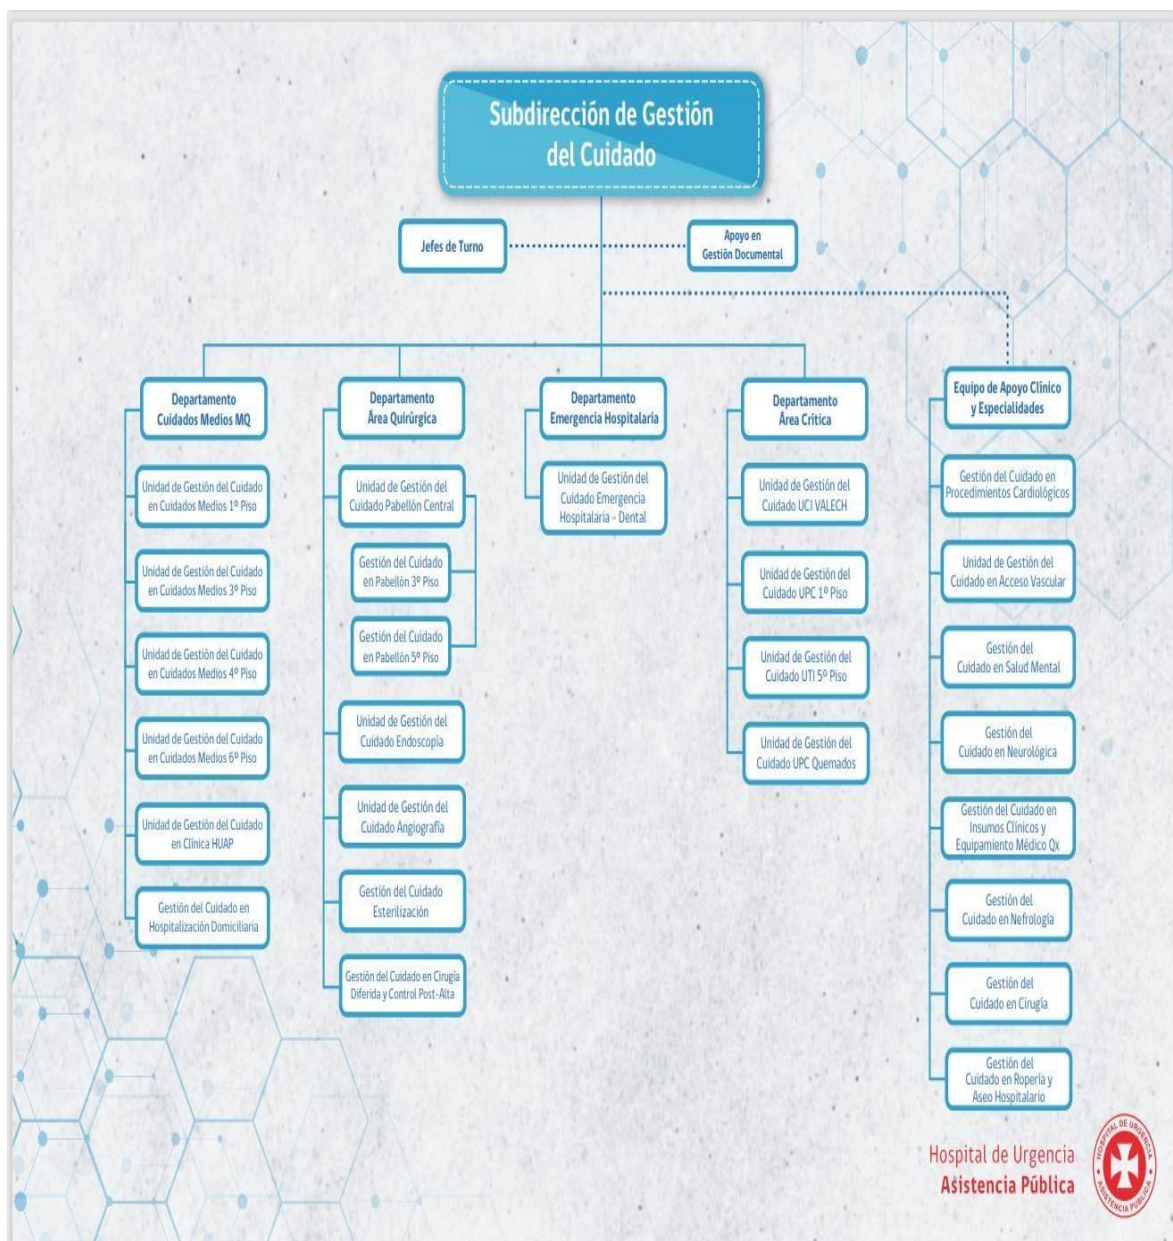 Subdirección de Gestión
del Cuidado
Jefes de Turno
Apoyo en
Gestión Documental
Departamento
Cuidados Medios MQ
Unidad de Gestión del Cuidado
en Cuidados Medios 1º Piso
Unidad de Gestión del Cuidado
en Cuidados Medios 3º Piso
Unidad de Gestión del Cuidado
en Cuidados Medios 4º Piso
Unidad de Gestión del Cuidado
en Cuidados Medios 6º Piso
Unidad de Gestión del Cuidado
en Clínica HUAP
Gestión del Cuidado en
Hospitalización Domiciliaria
Departamento
Área Quirúrgica
Unidad de Gestión del
Cuidado Pabellón Central
Gestión del Cuidado
en Pabellón 3º Piso
Gestión del Cuidado
en Pabellón 5º Piso
Unidad de Gestión del
Cuidado Endoscopía
Unidad de Gestión del
Cuidado Angiografía
Gestión del Cuidado
Esterilización
Gestión del Cuidado en Cirugía
Diferida y Control Post-Alta
Departamento
Emergencia Hospitalaria
Unidad de Gestión del
Cuidado Emergencia
Hospitalaria - Dental
Departamento
Área Crítica
Unidad de Gestión del
Cuidado UCI VALECH
Unidad de Gestión del
Cuidado UPC 1º Piso
Unidad de Gestión del
Cuidado UTI 5º Piso
Unidad de Gestión del
Cuidado UPC Quemados
Equipo de Apoyo Clínico
y Especialidades
Gestión del Cuidado en
Procedimientos Cardiológicos
Unidad de Gestión del
Cuidado en Acceso Vascular
Gestión del
Cuidado en Salud Mental
Gestión del
Cuidado en Neurológica
Gestión del Cuidado en
Insumos Clínicos y
Equipamiento Médico Qx
Gestión del
Cuidado en Nefrología
Gestión del
Cuidado en Cirugía
Gestión del
Cuidado en Ropería y
Aseo Hospitalario
Hospital de Urgencia
Asistencia Pública
HOSPITAL DE URGENCIA
ASISTENCIA PÚBLICA